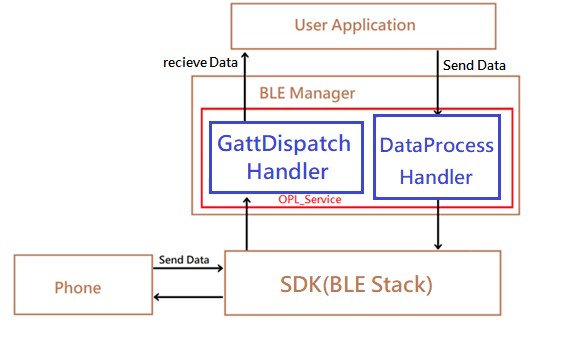 User Application
recieve Data
Send Data
BLE Manager
GattDispatch
Handler
DataProcess
Handler
OPL_Service
Send Data
Phone
SDK(BLE Stack)